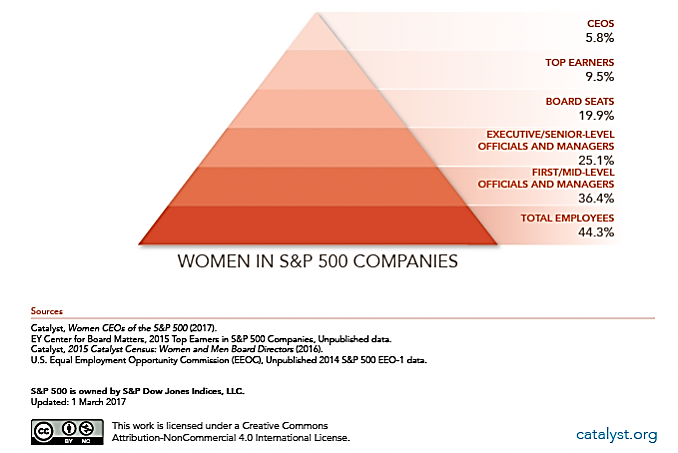 CEOS
5.8%
TOP EARNERS
9.5%
BOARD SEATS
19.9%
EXECUTIVE/SENIOR-LEVEL
OFFICIALS AND MANAGERS
25.1%
FIRST/MID-LEVEL
OFFICIALS AND MANAGERS
36.4%
TOTAL EMPLOYEES
44.3%
WOMEN IN S&P 500 COMPANIES
Sources
Catalyst, Women CEOs of the S&P 500 (2017).
EY Center for Board Matters, 2015 Top Earners in S&P 500 Companies, Unpublished data.
Catalyst, 2015 Catalyst Census: Women and Men Board Directors (2016).
U.S. Equal Employment Opportunity Commission (EEOC), Unpublished 2014 S&P 500 EEO-1 data.
S&P 500 is owned by S&P Dow Jones Indices, LLC.
Updated: 1 March 2017
CC BY NC
This work is licensed under a Creative Commons
Attribution-NonCommercial 4.0 International License.
catalyst.org